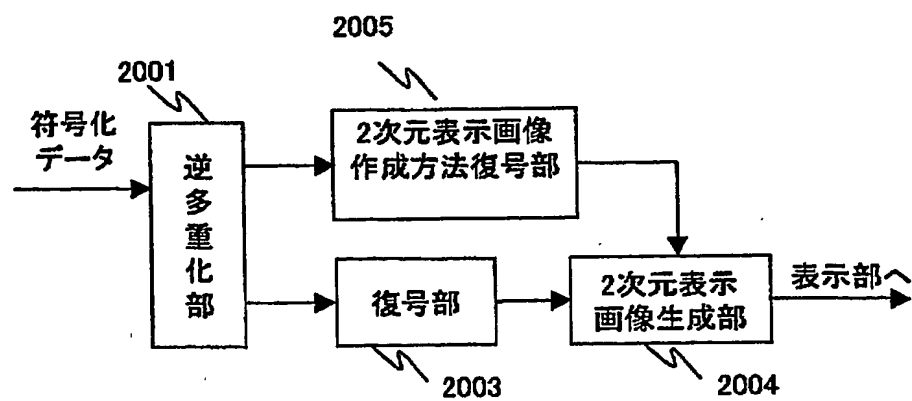 2005
2001
符号化
データ
逆多重化部
2次元表示画像
作成方法復号部
復号部
2次元表示
画像生成部
表示部へ
2003
2004